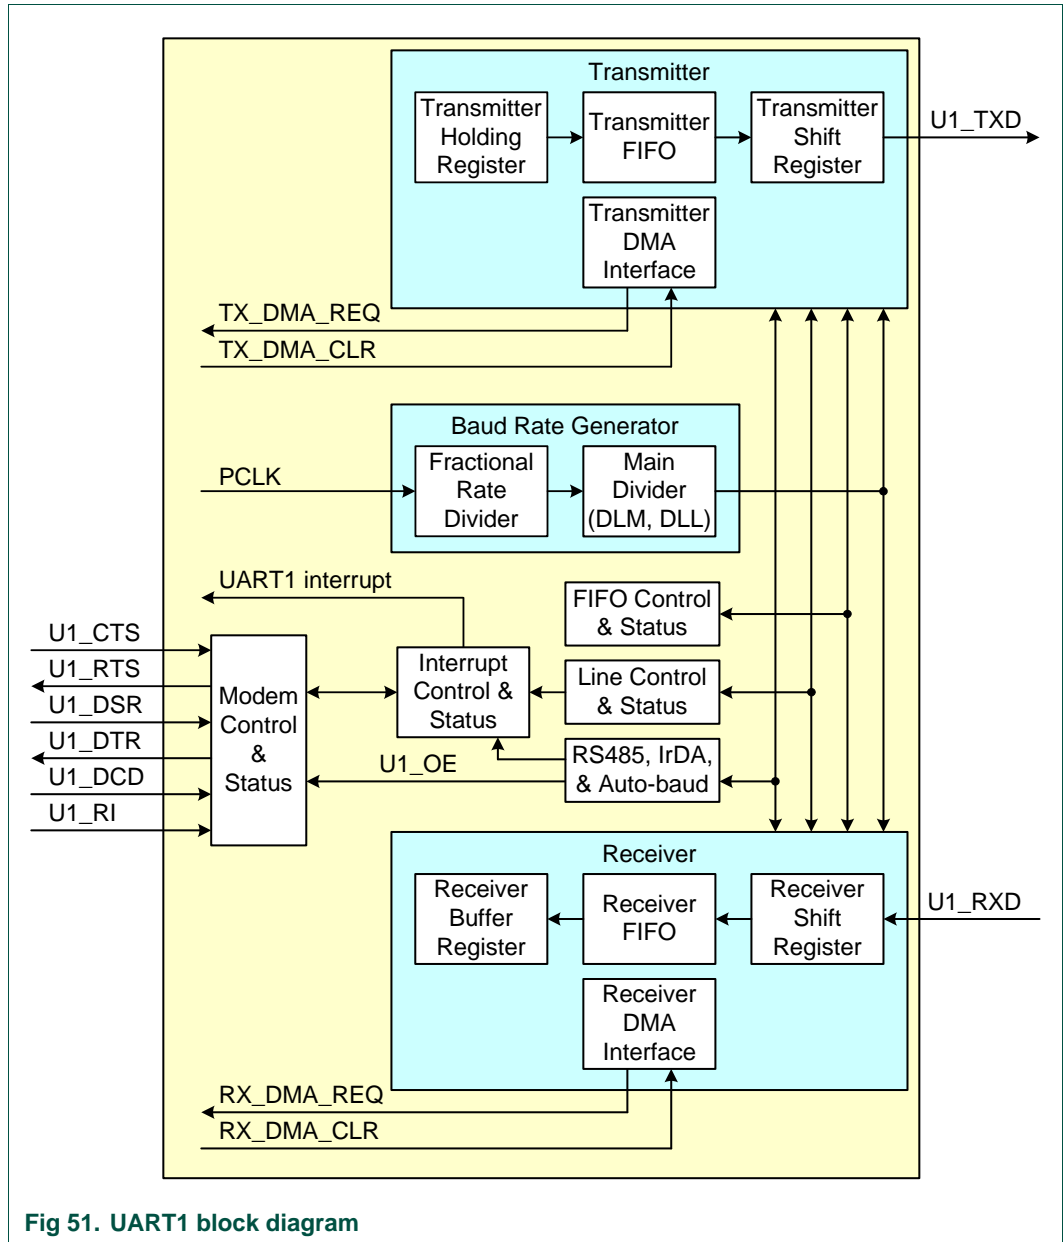 Transmitter
Transmitter
Holding
Register
Transmitter
FIFO
Transmitter
Shift
Register
U1_TXD
Transmitter
DMA
Interface
TX_DMA_REQ
TX_DMA_CLR
Baud Rate Generator
PCLK
Fractional
Rate
Divider
Main
Divider
(DLM, DLL)
UART1 interrupt
FIFO Control
& Status
U1_CTS
U1_RTS
U1_DSR
U1_DTR
U1_DCD
U1_RI
Modem
Control
&
Status
Interrupt
Control &
Status
Line Control
& Status
U1_OE
RS485, IrDA,
& Auto-baud
Receiver
Receiver
Buffer
Register
Receiver
FIFO
Receiver
Shift
Register
U1_RXD
Receiver
DMA
Interface
RX_DMA_REQ
RX_DMA_CLR
Fig 51. UART1 block diagram